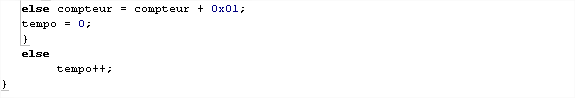 else compteur = compteur + 0x01;
tempo = 0;
}
else
tempo++;
}